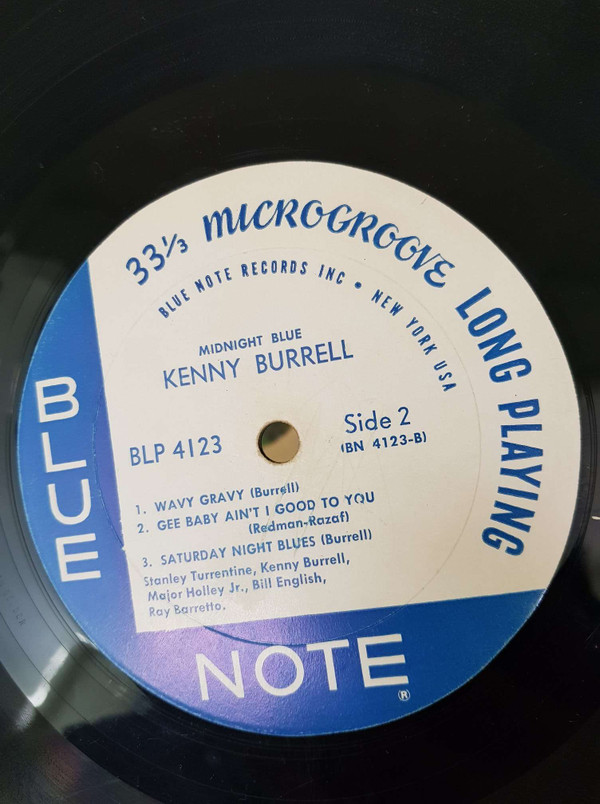 33⅓ MICROGROOVE LONG PLAYING
BLUE NOTE RECORDS INC • NEW YORK USA
MIDNIGHT BLUE
KENNY BURRELL
BLP 4123
Side 2
(BN 4123-B)
1. WAVY GRAVY (Burrell)
2. GEE BABY AIN'T I GOOD TO YOU
(Redman-Razaf)
3. SATURDAY NIGHT BLUES (Burrell)
Stanley Turrentine, Kenny Burrell,
Major Holley Jr., Bill English,
Ray Barretto.
BLUE
NOTE®